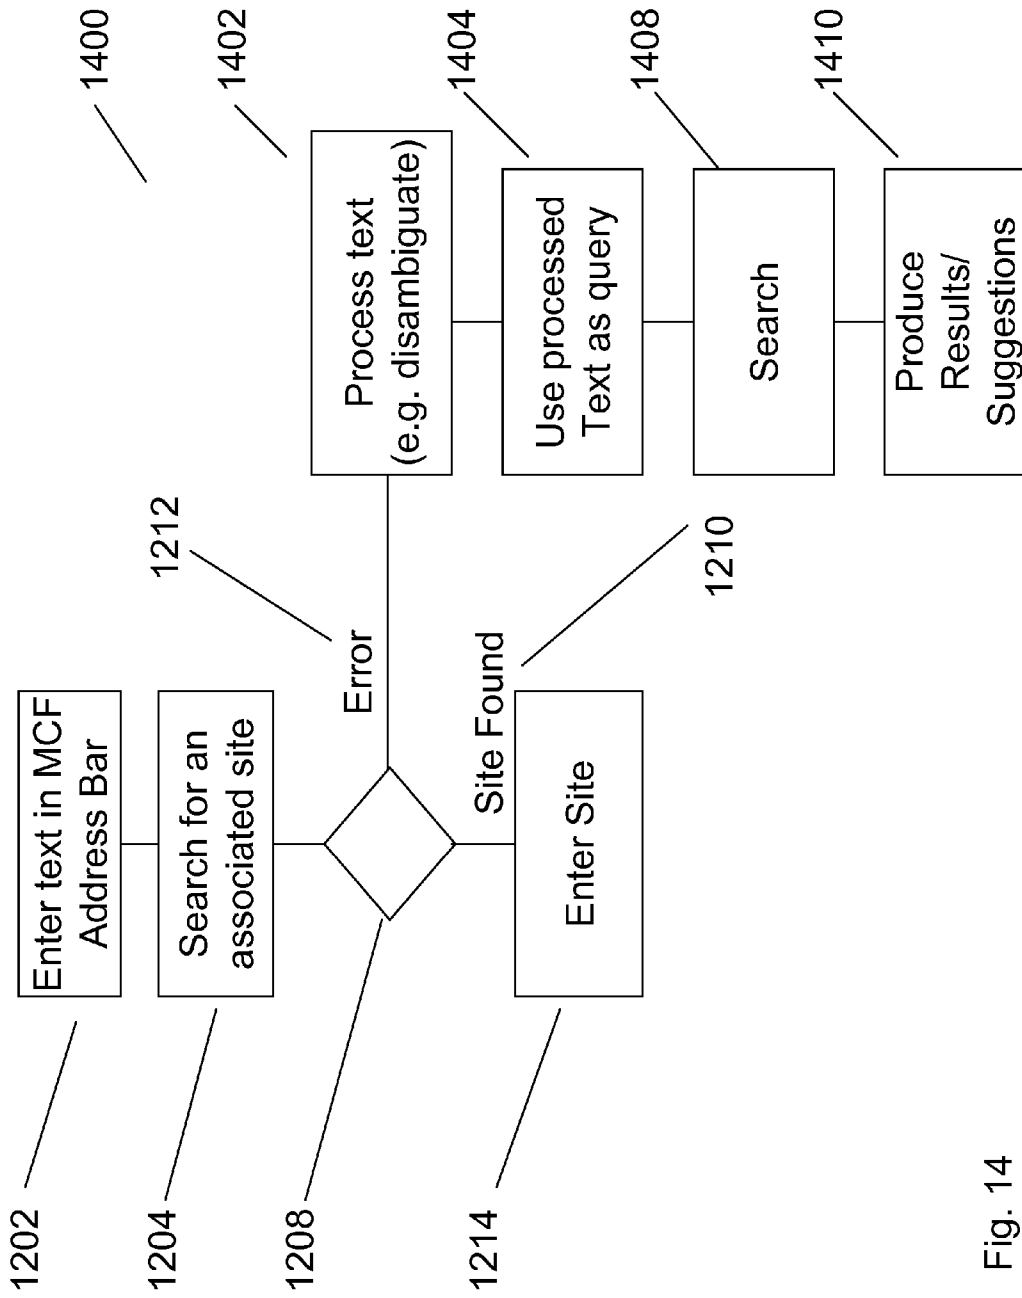 1400
1202
Enter text in MCF
Address Bar
1204
Search for an
associated site
1208
1212
Error
1402
Process text
(e.g. disambiguate)
1404
Use processed
Text as query
Site Found
1210
1408
Search
1214
Enter Site
1410
Produce
Results/
Suggestions
Fig. 14